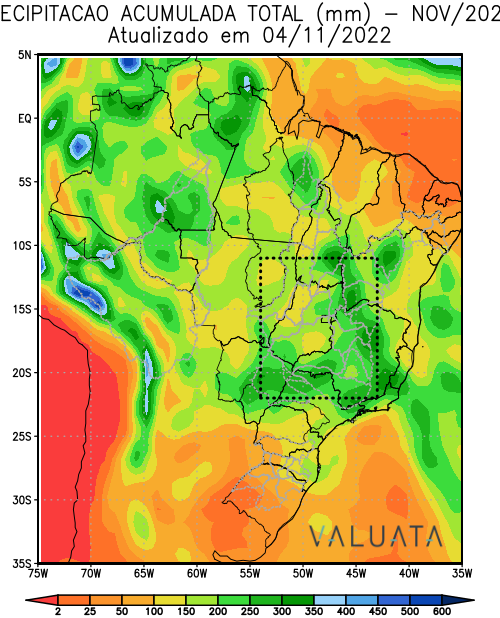 ECIPITACAO ACUMULADA TOTAL (mm) – NOV/202
Atualizado em 04/11/2022
5N
EQ
5S
10S
15S
20S
25S
30S
35S
75W 70W 65W 60W 55W 50W 45W 40W 35W
VALUATA
2 25 50 100 150 200 250 300 350 400 450 500 600